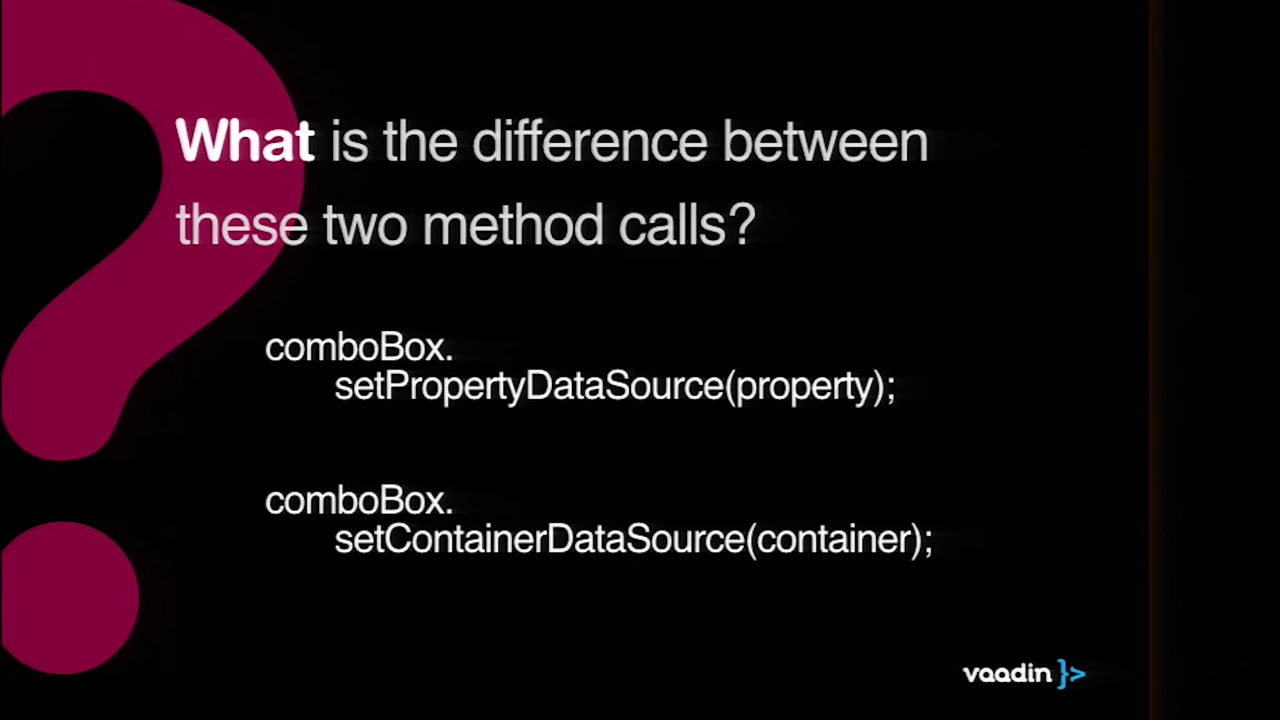 What is the difference between
these two method calls?
comboBox.
setPropertyDataSource(property);
comboBox.
setContainerDataSource(container);
vaadin }>